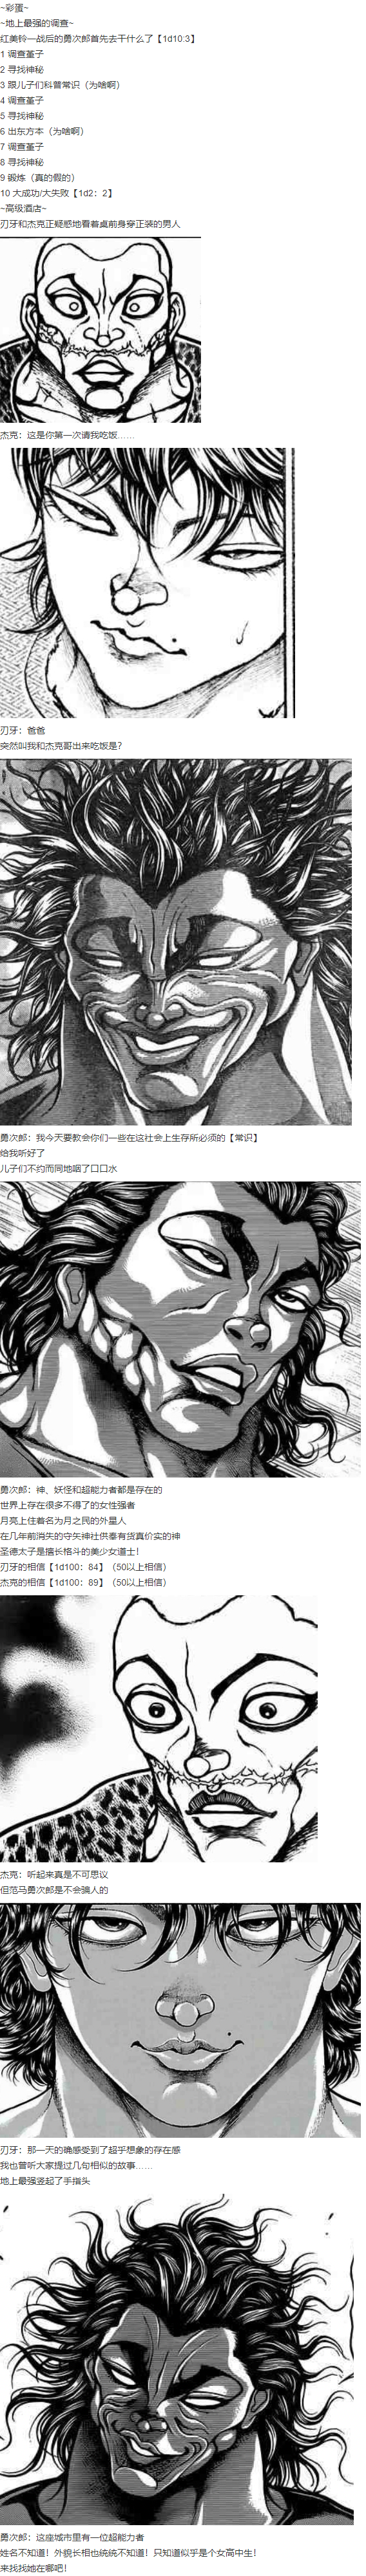 ~彩蛋~
~地上最强的调查~
红美铃一战后的勇次郎首先去干什么了【1d10:3】
1 调查堇子
2 寻找神秘
3 跟儿子们科普常识（为啥啊）
4 调查堇子
5 寻找神秘
6 出东方本（为啥啊）
7 调查堇子
8 寻找神秘
9 锻炼（真的假的）
10 大成功/大失败【1d2：2】
~高级酒店~
刃牙和杰克正疑惑地看着桌前身穿正装的男人
杰克：这是你第一次请我吃饭……
刃牙：爸爸
突然叫我和杰克哥出来吃饭是？
勇次郎：我今天要教会你们一些在这社会上生存所必须的【常识】
给我听好了
儿子们不约而同地咽了口口水
勇次郎：神、妖怪和超能力者都是存在的
世界上存在很多不得了的女性强者
月亮上住着名为月之民的外星人
在几年前消失的守矢神社供奉有货真价实的神
圣德太子是擅长格斗的美少女道士！
刃牙的相信【1d100：84】（50以上相信）
杰克的相信【1d100：89】（50以上相信）
杰克：听起来真是不可思议
但范马勇次郎是不会骗人的
刃牙：那一天的确感受到了超乎想象的存在感
我也曾听大家提过几句相似的故事……
地上最强竖起了手指头
勇次郎：这座城市里有一位超能力者
姓名不知道！外貌长相也统统不知道！只知道似乎是个女高中生！
来找找她在哪吧！